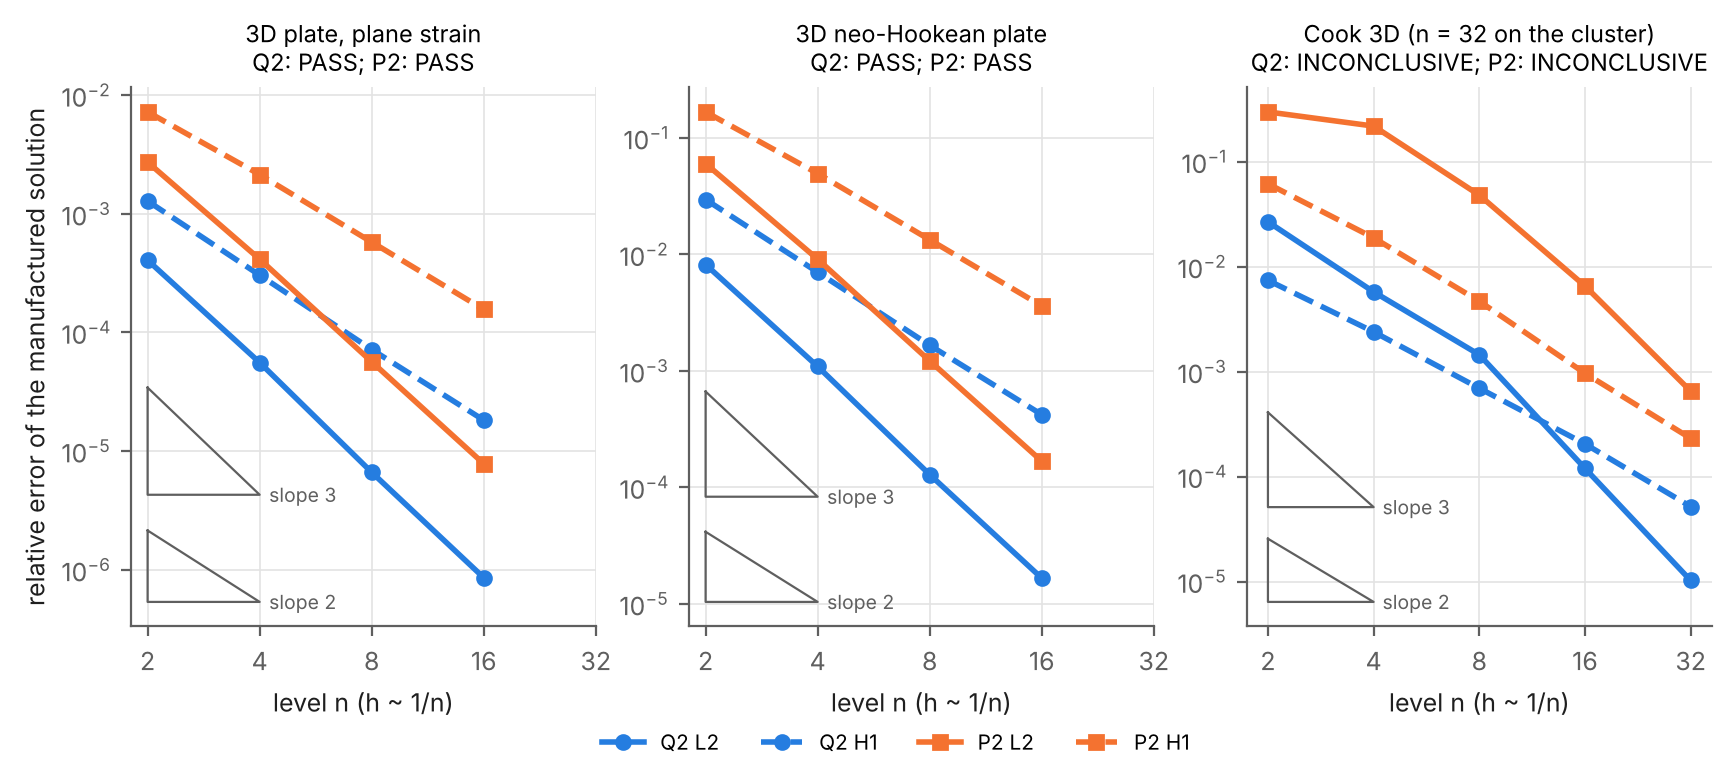 3D plate, plane strain
Q2: PASS; P2: PASS
3D neo-Hookean plate
Q2: PASS; P2: PASS
Cook 3D (n = 32 on the cluster)
Q2: INCONCLUSIVE; P2: INCONCLUSIVE
relative error of the manufactured solution
10⁻²
10⁻³
10⁻⁴
10⁻⁵
10⁻⁶
slope 3
slope 2
2 4 8 16 32
level n (h ~ 1/n)
10⁻¹
10⁻²
10⁻³
10⁻⁴
10⁻⁵
slope 3
slope 2
2 4 8 16 32
level n (h ~ 1/n)
10⁻¹
10⁻²
10⁻³
10⁻⁴
10⁻⁵
slope 3
slope 2
2 4 8 16 32
level n (h ~ 1/n)
Q2 L2 Q2 H1 P2 L2 P2 H1